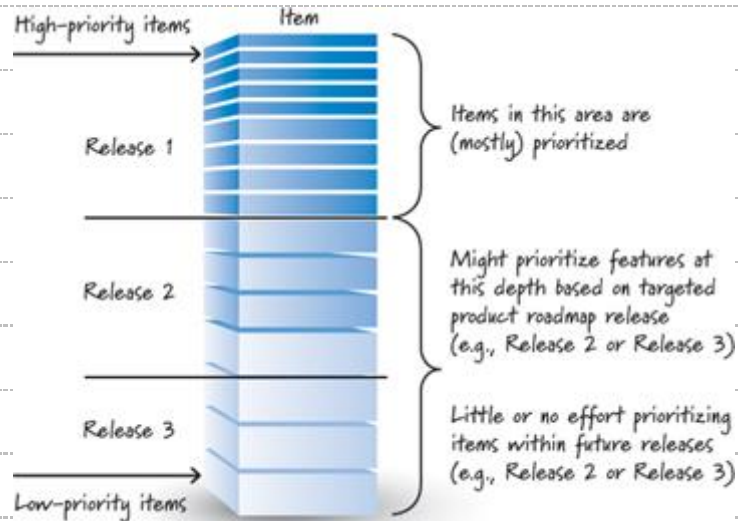 High-priority items
Item
Release 1
Items in this area are
(mostly) prioritized
Release 2
Might prioritize features at
this depth based on targeted
product roadmap release
(e.g., Release 2 or Release 3)
Release 3
Little or no effort prioritizing
items within future releases
(e.g., Release 2 or Release 3)
Low-priority items